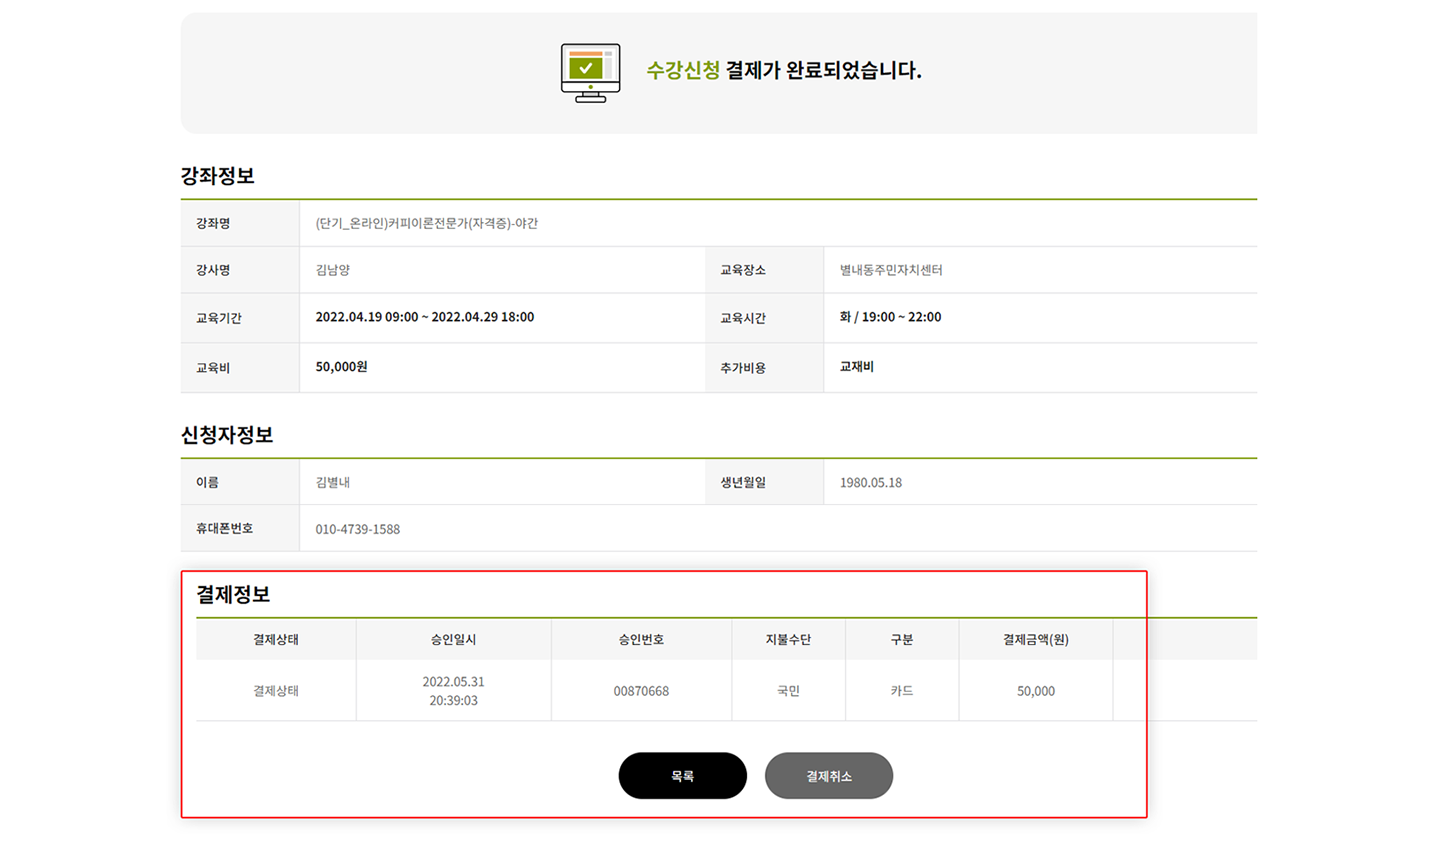 수강신청 결제가 완료되었습니다.
강좌정보
강좌명 (단기_온라인)커피이론전문가(자격증)-야간
강사명 김남양 교육장소 별내동주민자치센터
교육기간 2022.04.19 09:00 ~ 2022.04.29 18:00 교육시간 화 / 19:00 ~ 22:00
교육비 50,000원 추가비용 교재비
신청자정보
이름 김별내 생년월일 1980.05.18
휴대폰번호 010-4739-1588
결제정보
결제상태 승인일시 승인번호 지불수단 구분 결제금액(원)
결제상태 2022.05.31 20:39:03 00870668 국민 카드 50,000
목록 결제취소